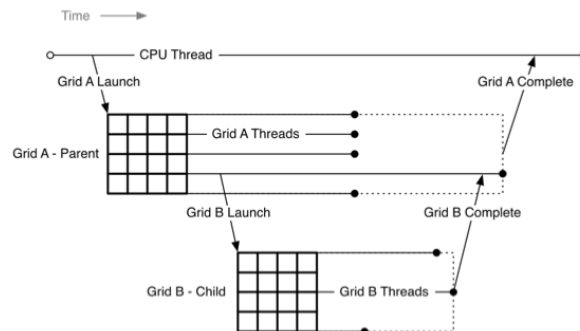 Time
CPU Thread
Grid A Launch
Grid A Complete
Grid A Threads
Grid A - Parent
Grid B Launch
Grid B Complete
Grid B - Child
Grid B Threads